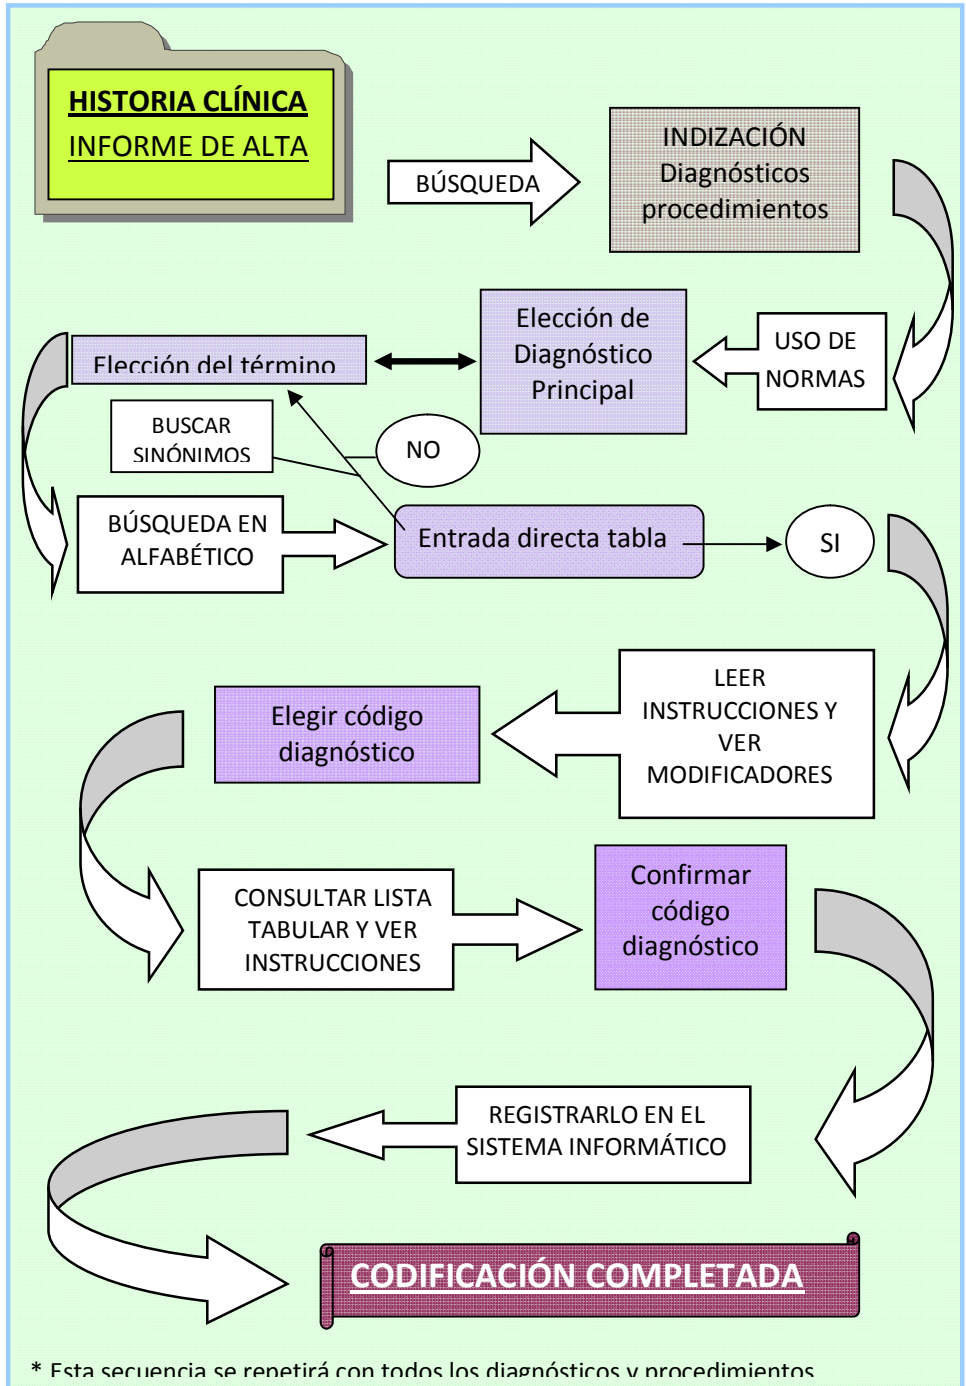 HISTORIA CLÍNICA
INFORME DE ALTA
BÚSQUEDA
INDIZACIÓN
Diagnósticos
procedimientos
USO DE
NORMAS
Elección de
Diagnóstico
Principal
Elección del término
BUSCAR
SINÓNIMOS
NO
BÚSQUEDA EN
ALFABÉTICO
Entrada directa tabla
SI
LEER
INSTRUCCIONES Y
VER
MODIFICADORES
Elegir código
diagnóstico
CONSULTAR LISTA
TABULAR Y VER
INSTRUCCIONES
Confirmar
código
diagnóstico
REGISTRARLO EN EL
SISTEMA INFORMÁTICO
CODIFICACIÓN COMPLETADA
* Esta secuencia se repetirá con todos los diagnósticos y procedimientos